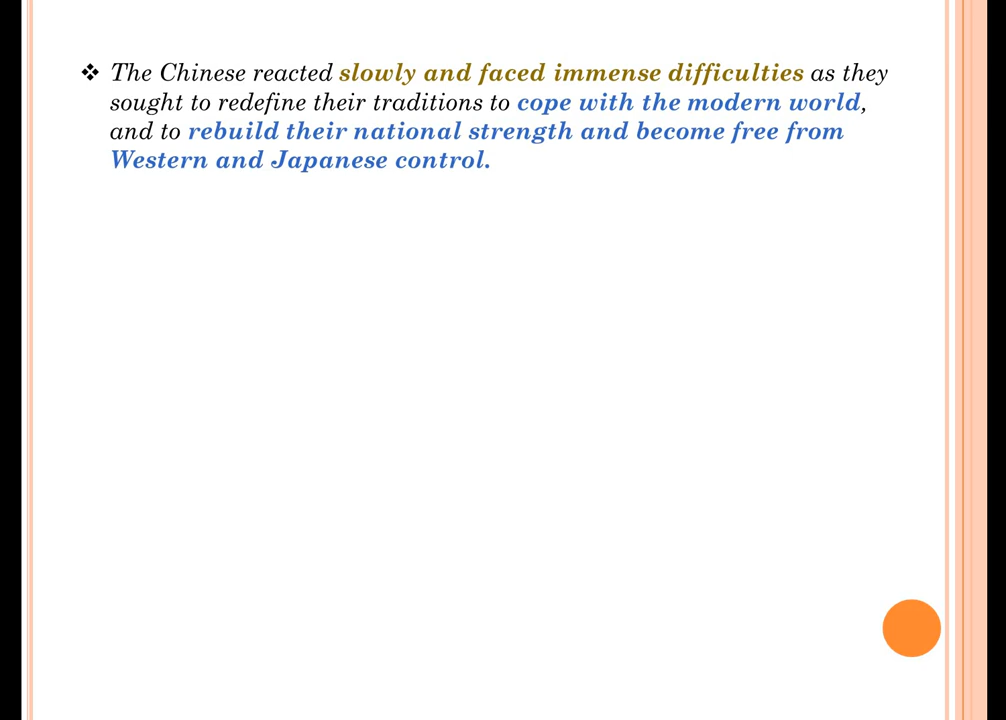 ❖ The Chinese reacted slowly and faced immense difficulties as they
sought to redefine their traditions to cope with the modern world,
and to rebuild their national strength and become free from
Western and Japanese control.